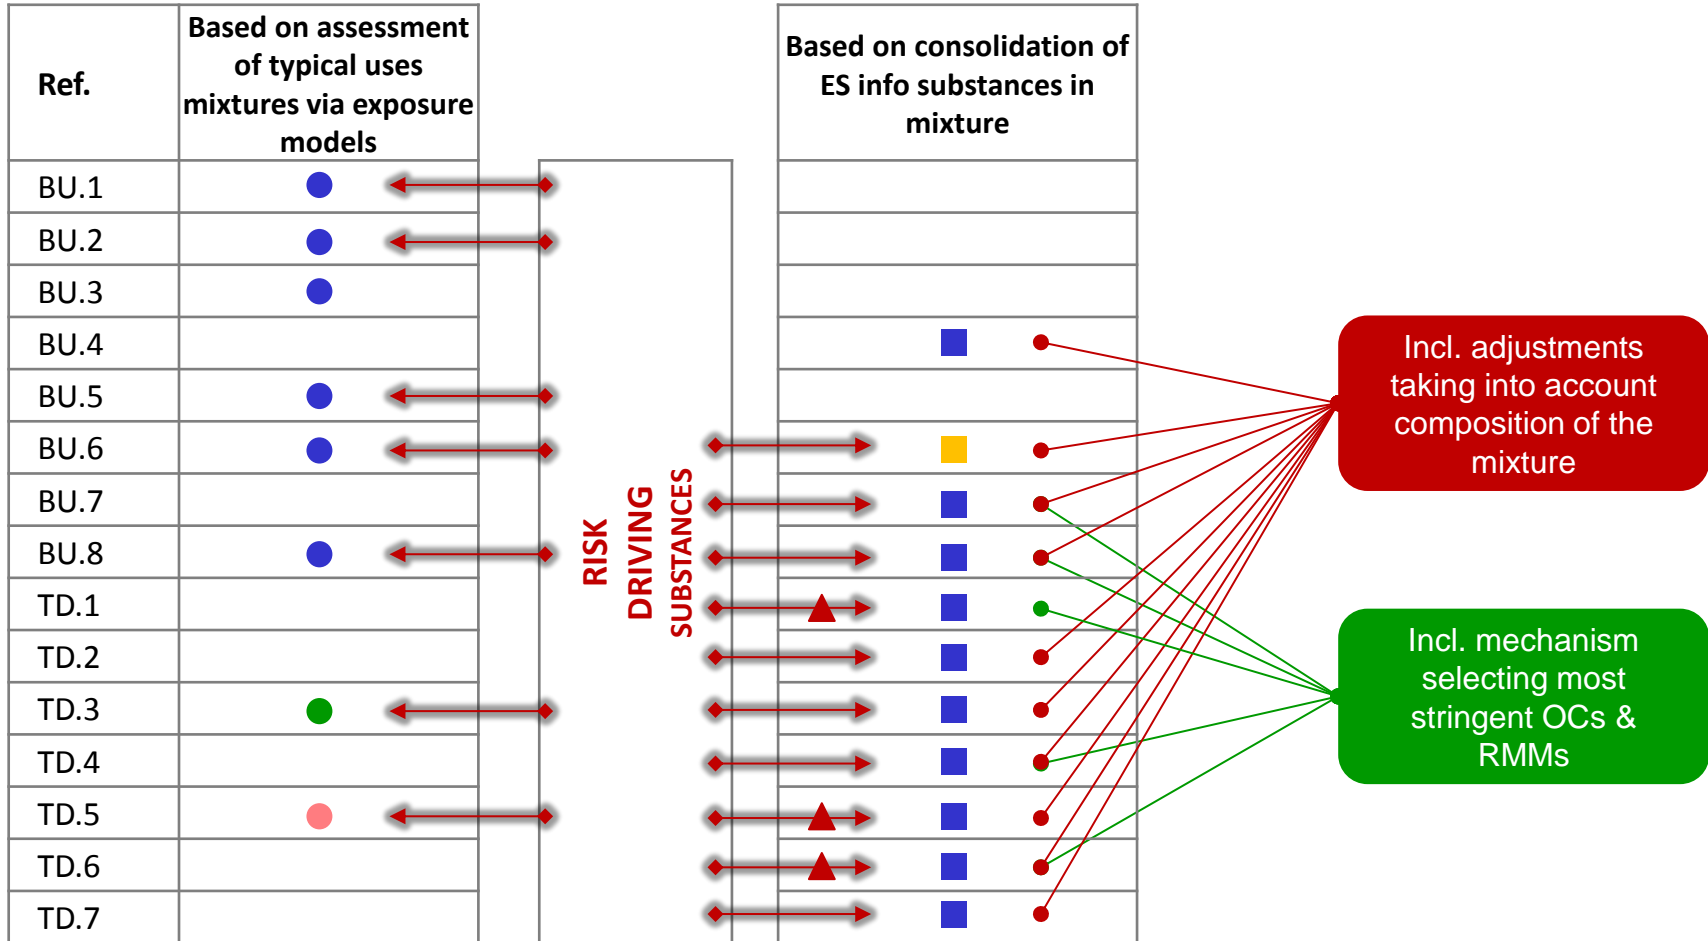 Ref.
Based on assessment
of typical uses
mixtures via exposure
models
Based on consolidation of
ES info substances in
mixture
BU.1
BU.2
BU.3
BU.4
BU.5
BU.6
BU.7
BU.8
TD.1
TD.2
TD.3
TD.4
TD.5
TD.6
TD.7
RISK
DRIVING
SUBSTANCES
Incl. adjustments
taking into account
composition of the
mixture
Incl. mechanism
selecting most
stringent OCs &
RMMs